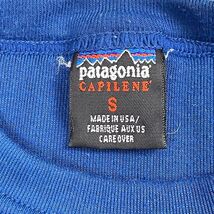 patagonia
CAPILENE®
S
MADE IN USA/
FABRIQUE AUX US
CARE OVER